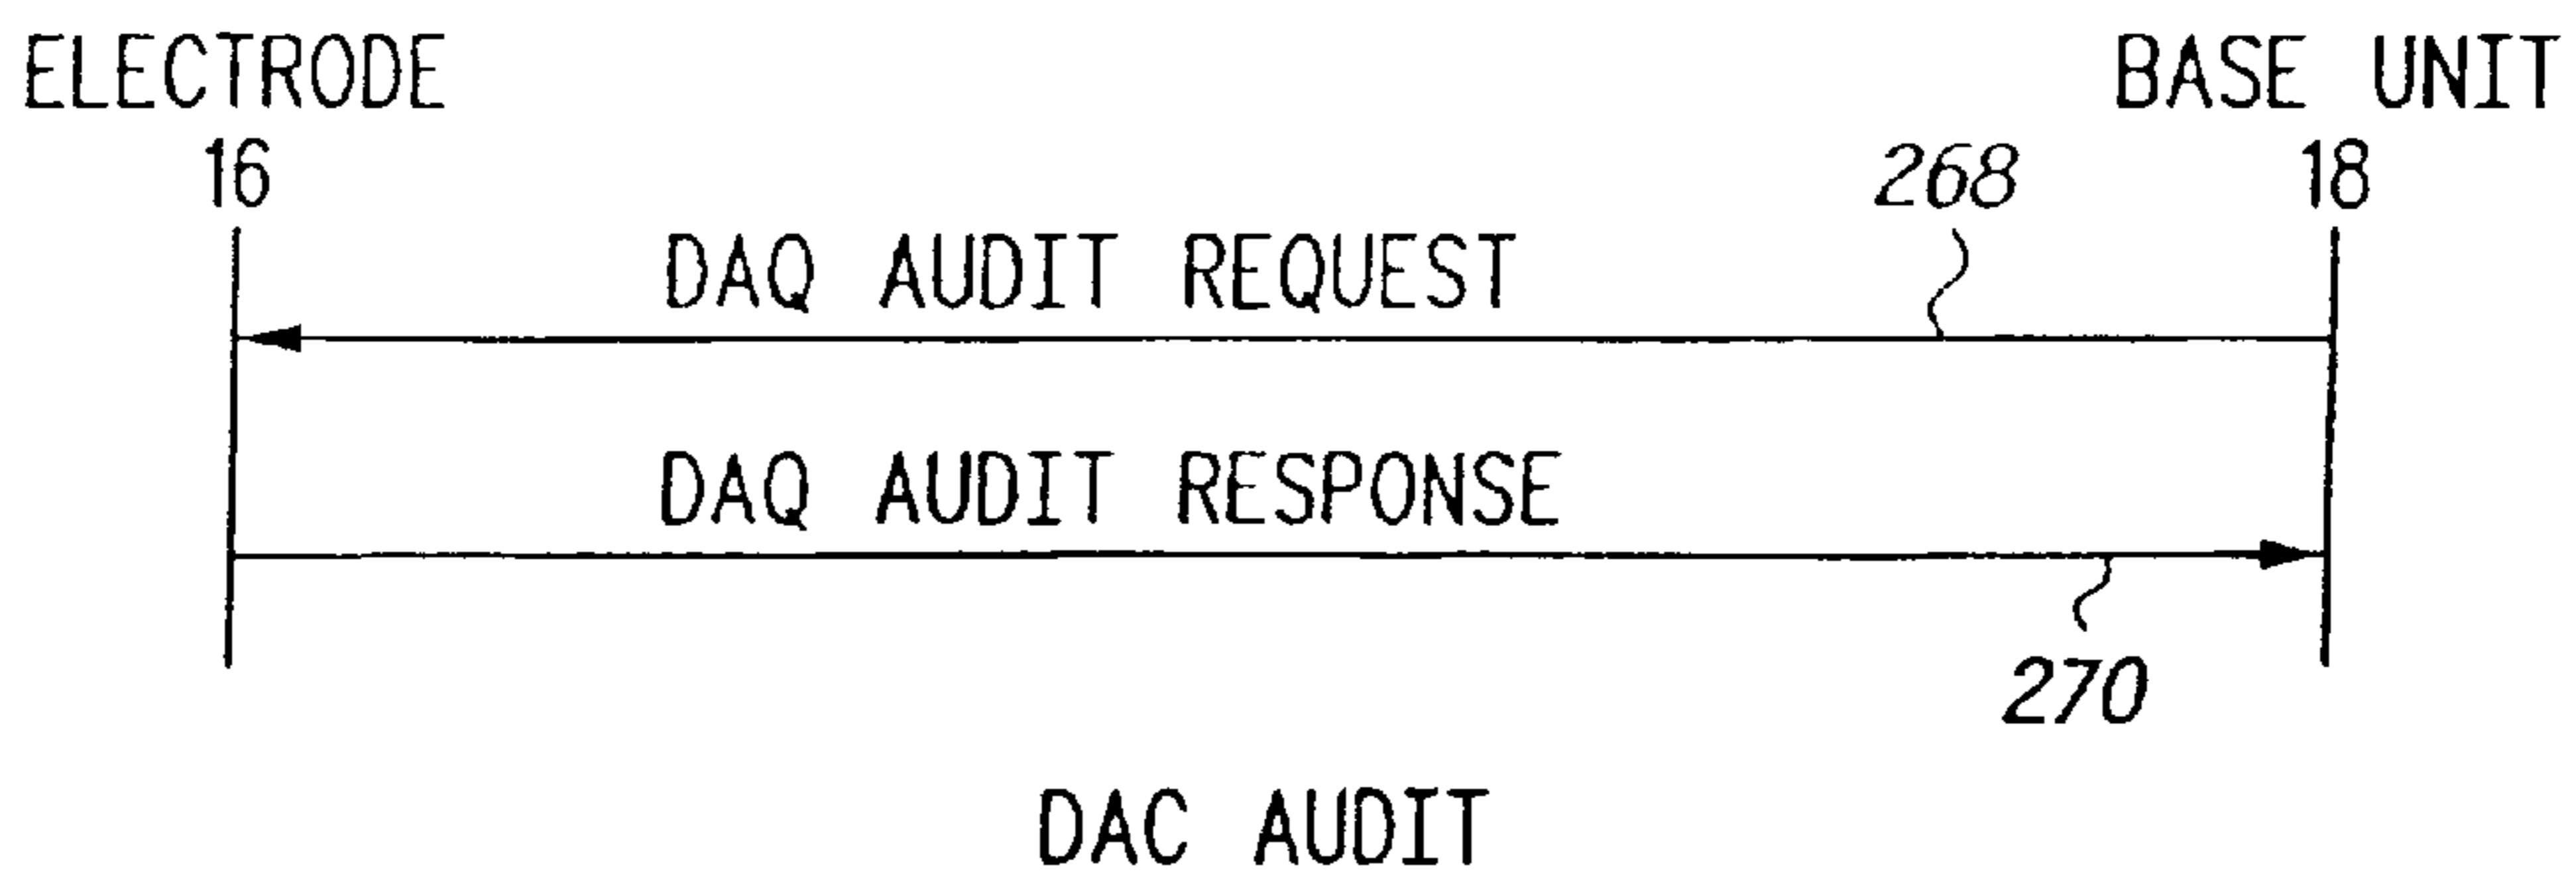 ELECTRODE
16
BASE UNIT
18
268
DAQ AUDIT REQUEST
DAQ AUDIT RESPONSE
270
DAC AUDIT